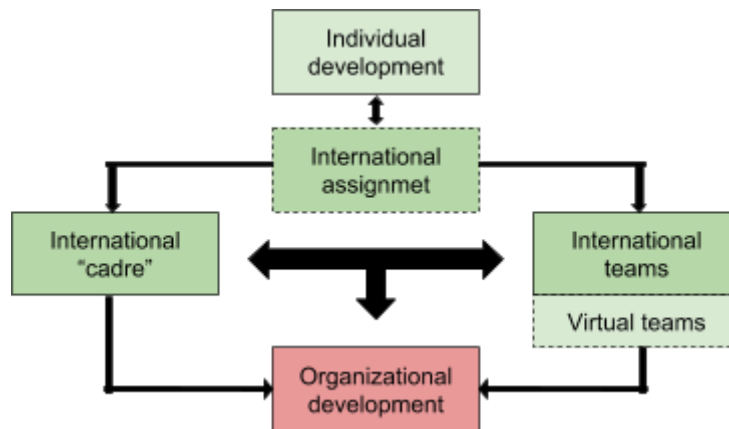 Individual
development
International
assignmet
International
“cadre”
International
teams
Virtual teams
Organizational
development